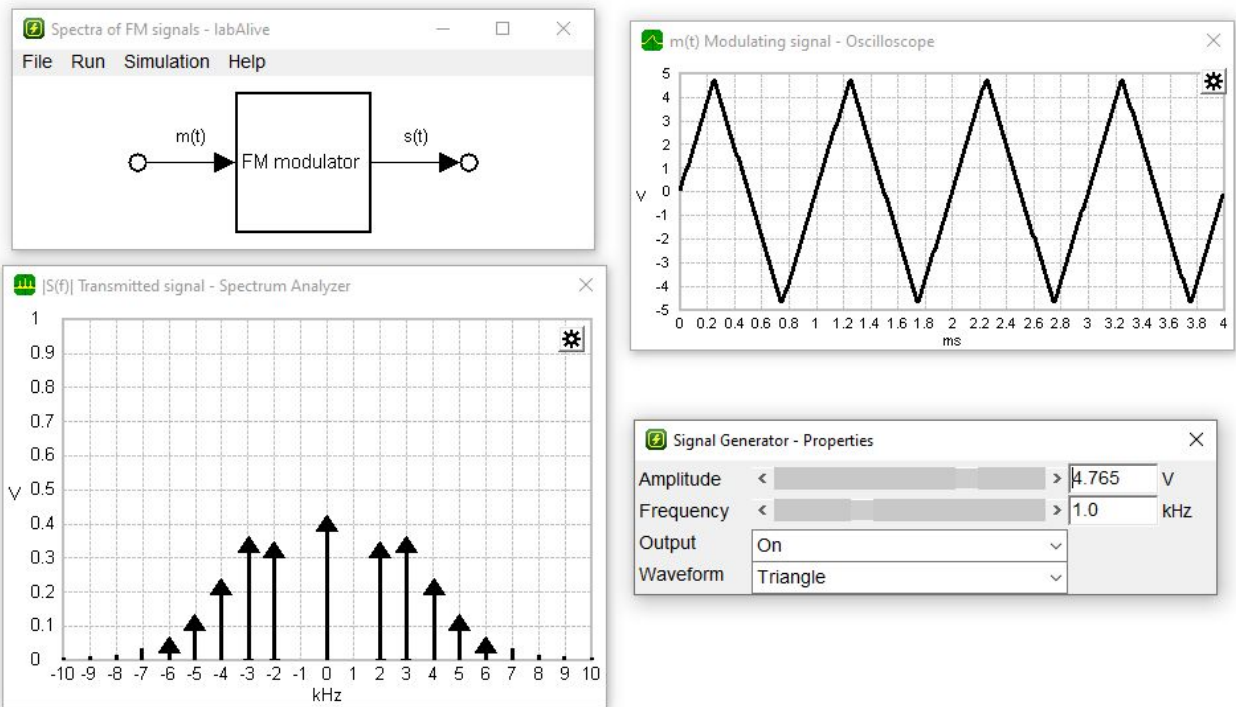 Spectra of FM signals - labAlive
File Run Simulation Help
m(t)
FM modulator
s(t)
m(t) Modulating signal - Oscilloscope
5
4
3
2
1
0
-1
-2
-3
-4
-5
V
0 0.2 0.4 0.6 0.8 1 1.2 1.4 1.6 1.8 2 2.2 2.4 2.6 2.8 3 3.2 3.4 3.6 3.8 4
ms
|S(f)| Transmitted signal - Spectrum Analyzer
1
0.9
0.8
0.7
0.6
0.5
0.4
0.3
0.2
0.1
0
V
-10 -9 -8 -7 -6 -5 -4 -3 -2 -1 0 1 2 3 4 5 6 7 8 9 10
kHz
Signal Generator - Properties
Amplitude < > 4.765 V
Frequency < > 1.0 kHz
Output On
Waveform Triangle